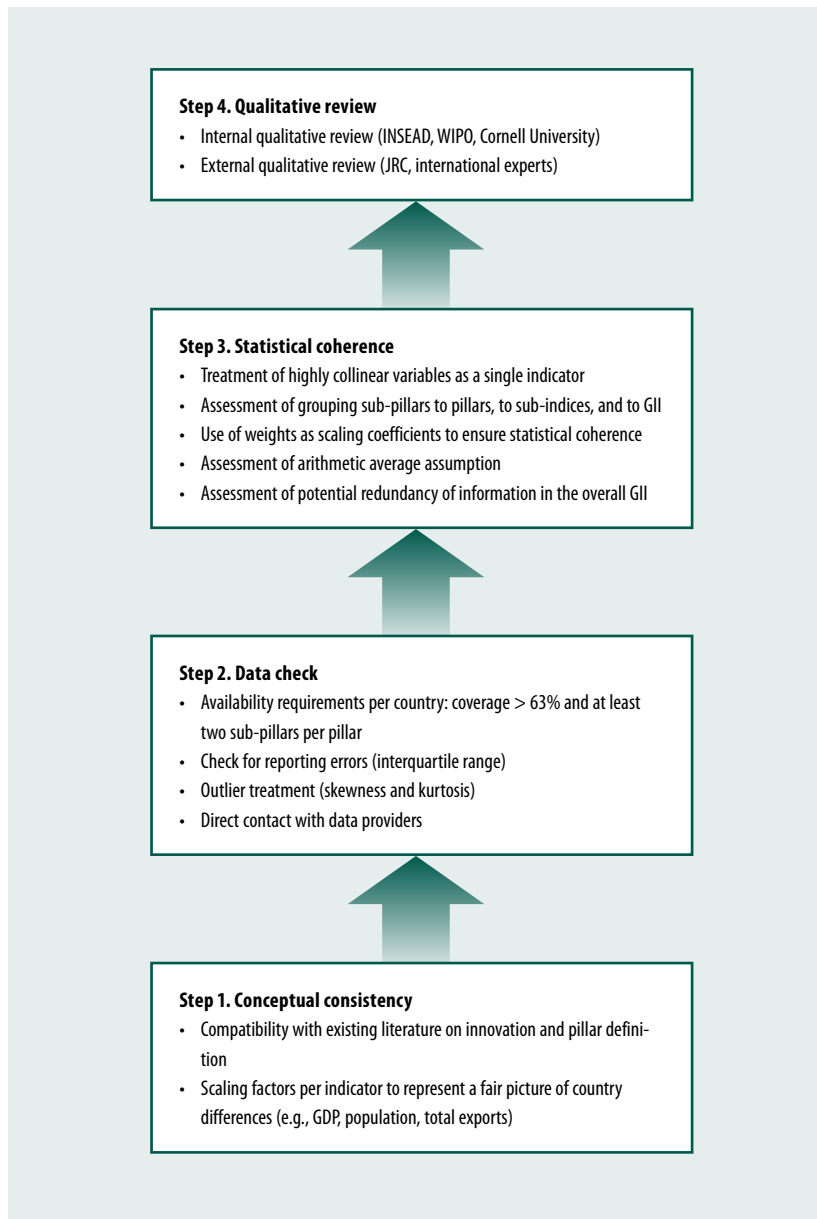 Step 4. Qualitative review
• Internal qualitative review (INSEAD, WIPO, Cornell University)
• External qualitative review (JRC, international experts)
Step 3. Statistical coherence
• Treatment of highly collinear variables as a single indicator
• Assessment of grouping sub-pillars to pillars, to sub-indices, and to GII
• Use of weights as scaling coefficients to ensure statistical coherence
• Assessment of arithmetic average assumption
• Assessment of potential redundancy of information in the overall GII
Step 2. Data check
• Availability requirements per country: coverage > 63% and at least
two sub-pillars per pillar
• Check for reporting errors (interquartile range)
• Outlier treatment (skewness and kurtosis)
• Direct contact with data providers
Step 1. Conceptual consistency
• Compatibility with existing literature on innovation and pillar defini-
tion
• Scaling factors per indicator to represent a fair picture of country
differences (e.g., GDP, population, total exports)